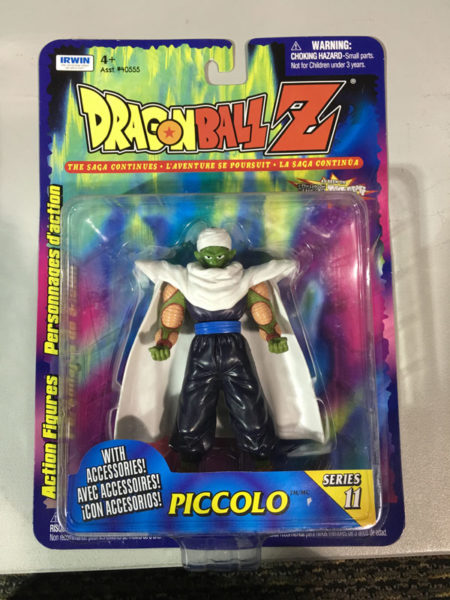 IRWIN
4+
Asst. #40555
WARNING:
CHOKING HAZARD-Small parts.
Not for Children under 3 years.
DRAGONBALL Z
THE SAGA CONTINUES • L'AVENTURE SE POURSUIT • LA SAGA CONTINUA
Action Figures Personnages d'action
WITH
ACCESSORIES!
AVEC ACCESSOIRES!
¡CON ACCESORIOS!
PICCOLO
SERIES
11